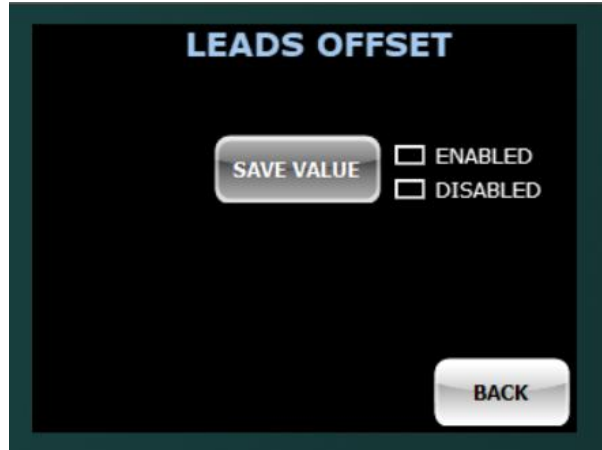 LEADS OFFSET
SAVE VALUE
ENABLED
DISABLED
BACK